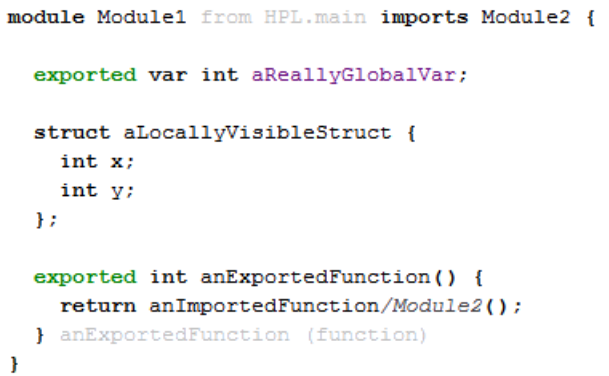 module Module1 from HPL.main imports Module2 {
exported var int aReallyGlobalVar;
struct aLocallyVisibleStruct {
int x;
int y;
};
exported int anExportedFunction() {
return anImportedFunction/Module2();
} anExportedFunction (function)
}